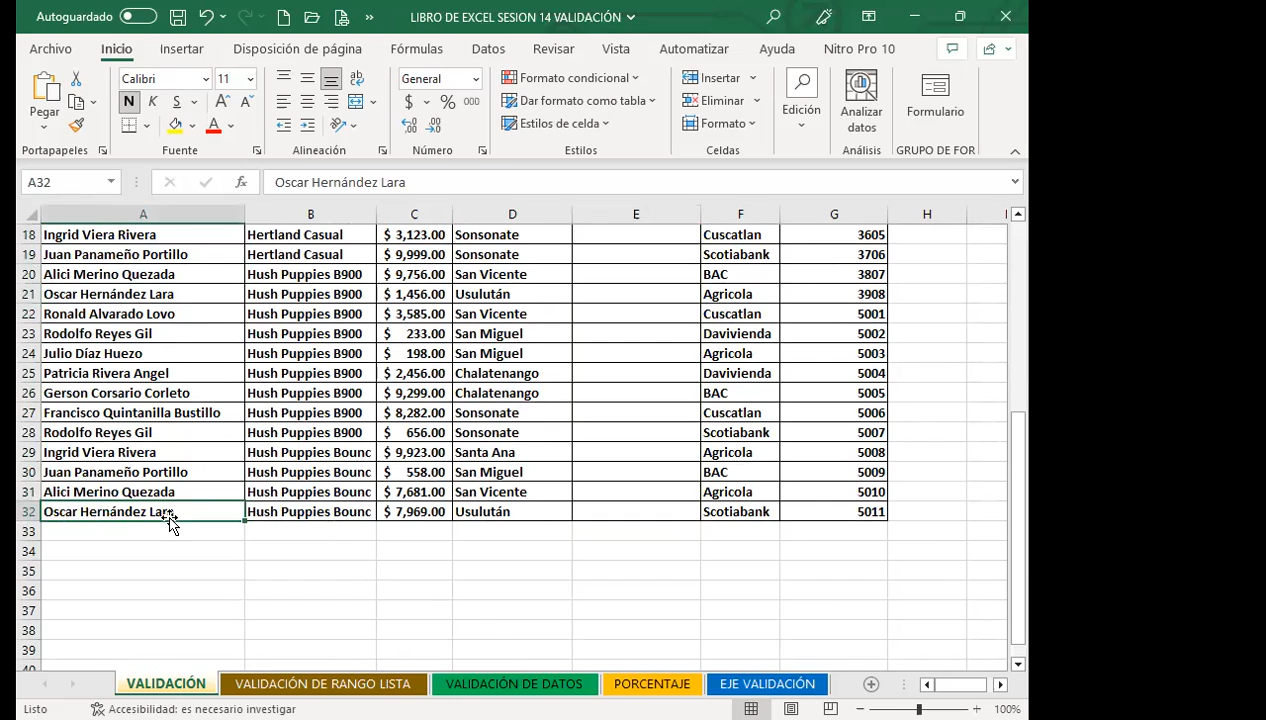 Autoguardado LIBRO DE EXCEL SESION 14 VALIDACIÓN
Archivo Inicio Insertar Disposición de página Fórmulas Datos Revisar Vista Automatizar Ayuda Nitro Pro 10
Pegar
Calibri 11
N K S A A
General
$ % 000
Formato condicional
Dar formato como tabla
Estilos de celda
Insertar
Eliminar
Formato
Edición
Analizar datos
Formulario
Portapapeles Fuente Alineación Número Estilos Celdas Análisis GRUPO DE FOR
A32 fx Oscar Hernández Lara
A B C D E F G H I
18 Ingrid Viera Rivera Hertland Casual $ 3,123.00 Sonsonate Cuscatlan 3605
19 Juan Panameño Portillo Hertland Casual $ 9,999.00 Sonsonate Scotiabank 3706
20 Alici Merino Quezada Hush Puppies B900 $ 9,756.00 San Vicente BAC 3807
21 Oscar Hernández Lara Hush Puppies B900 $ 1,456.00 Usulután Agricola 3908
22 Ronald Alvarado Lovo Hush Puppies B900 $ 3,585.00 San Vicente Cuscatlan 5001
23 Rodolfo Reyes Gil Hush Puppies B900 $ 233.00 San Miguel Davivienda 5002
24 Julio Díaz Huezo Hush Puppies B900 $ 198.00 San Miguel Agricola 5003
25 Patricia Rivera Angel Hush Puppies B900 $ 2,456.00 Chalatenango Davivienda 5004
26 Gerson Corsario Corleto Hush Puppies B900 $ 9,299.00 Chalatenango BAC 5005
27 Francisco Quintanilla Bustillo Hush Puppies B900 $ 8,282.00 Sonsonate Cuscatlan 5006
28 Rodolfo Reyes Gil Hush Puppies B900 $ 656.00 Sonsonate Scotiabank 5007
29 Ingrid Viera Rivera Hush Puppies Bounc $ 9,923.00 Santa Ana Agricola 5008
30 Juan Panameño Portillo Hush Puppies Bounc $ 558.00 San Miguel BAC 5009
31 Alici Merino Quezada Hush Puppies Bounc $ 7,681.00 San Vicente Agricola 5010
32 Oscar Hernández Lara Hush Puppies Bounc $ 7,969.00 Usulután Scotiabank 5011
33
34
35
36
37
38
39
40
VALIDACIÓN VALIDACIÓN DE RANGO LISTA VALIDACIÓN DE DATOS PORCENTAJE EJE VALIDACIÓN
Listo Accesibilidad: es necesario investigar 100%